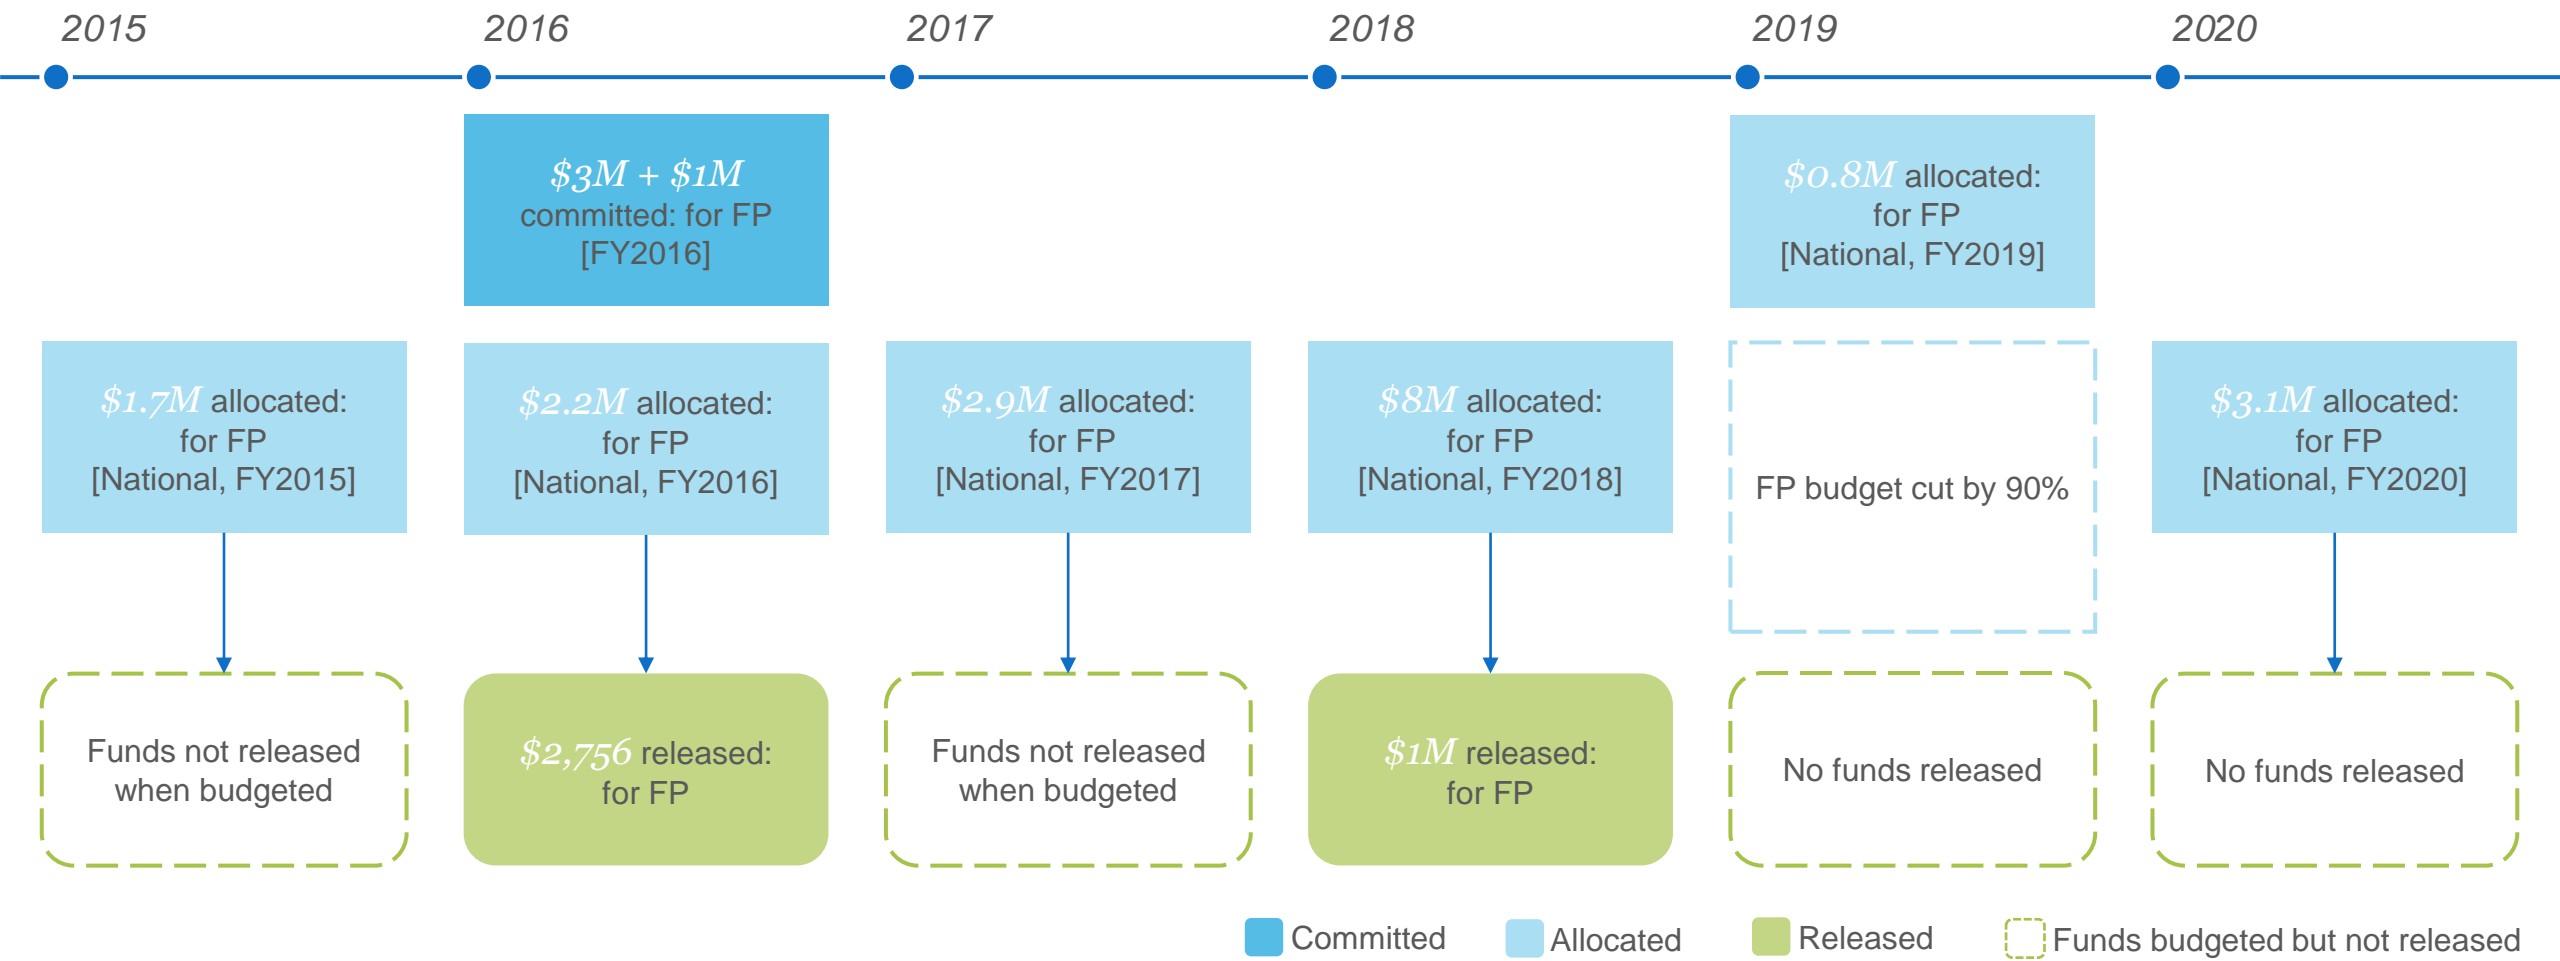 2015
2016
2017
2018
2019
2020
$3M + $1M
committed: for FP
[FY2016]
$0.8M allocated:
for FP
[National, FY2019]
$1.7M allocated:
for FP
[National, FY2015]
$2.2M allocated:
for FP
[National, FY2016]
$2.9M allocated:
for FP
[National, FY2017]
$8M allocated:
for FP
[National, FY2018]
FP budget cut by 90%
$3.1M allocated:
for FP
[National, FY2020]
Funds not released
when budgeted
$2,756 released:
for FP
Funds not released
when budgeted
$1M released:
for FP
No funds released
No funds released
Committed
Allocated
Released
Funds budgeted but not released